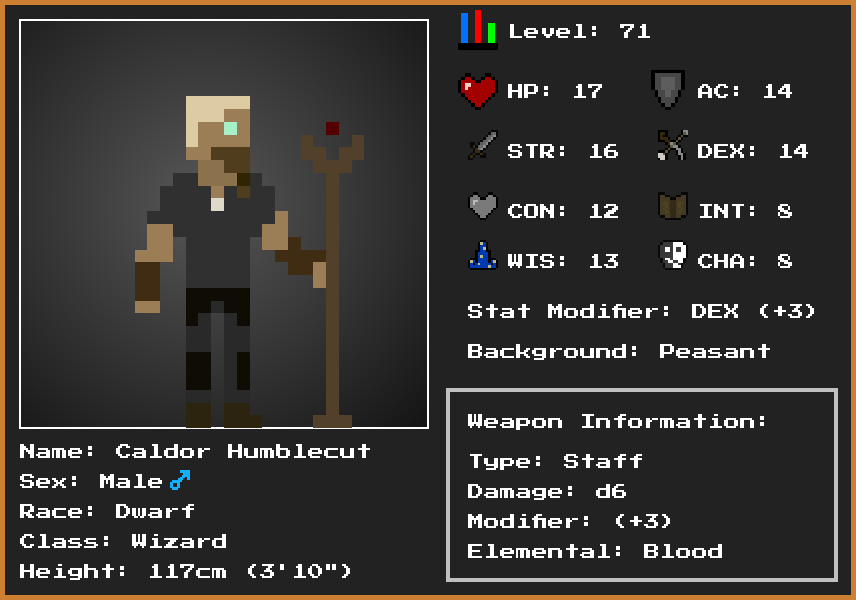 Level: 71
HP: 17 AC: 14
STR: 16 DEX: 14
CON: 12 INT: 8
WIS: 13 CHA: 8
Stat Modifier: DEX (+3)
Background: Peasant
Weapon Information:
Type: Staff
Damage: d6
Modifier: (+3)
Elemental: Blood
Name: Caldor Humblecut
Sex: Male♂
Race: Dwarf
Class: Wizard
Height: 117cm (3'10")